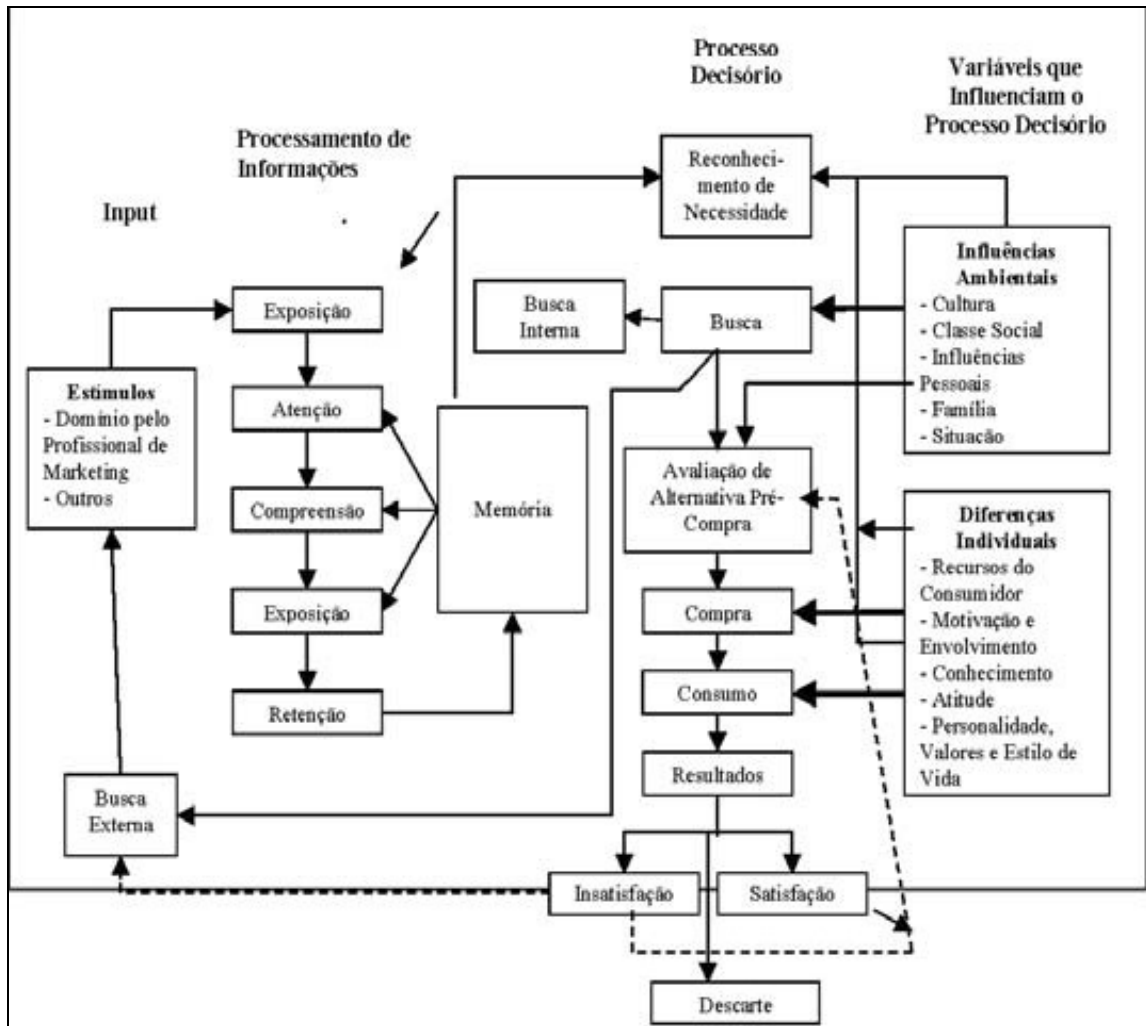 Processo
Decisório
Variáveis que
Influenciam o
Processo Decisório
Processamento de
Informações
Input
Reconheci-
mento de
Necessidade
Influências
Ambientais
- Cultura
- Classe Social
- Influências
Pessoais
- Família
- Situacão
Exposição
Busca
Interna
Busca
Estímulos
- Domínio pelo
Profissional de
Marketing
- Outros
Atenção
Compreensão
Memória
Avaliação de
Alternativa Pré-
Compra
Diferenças
Individuais
- Recursos do
Consumidor
- Motivação e
Envolvimento
- Conhecimento
- Atitude
- Personalidade,
Valores e Estilo de
Vida
Exposição
Compra
Retenção
Consumo
Resultados
Busca
Externa
Insatisfação
Satisfação
Descarte